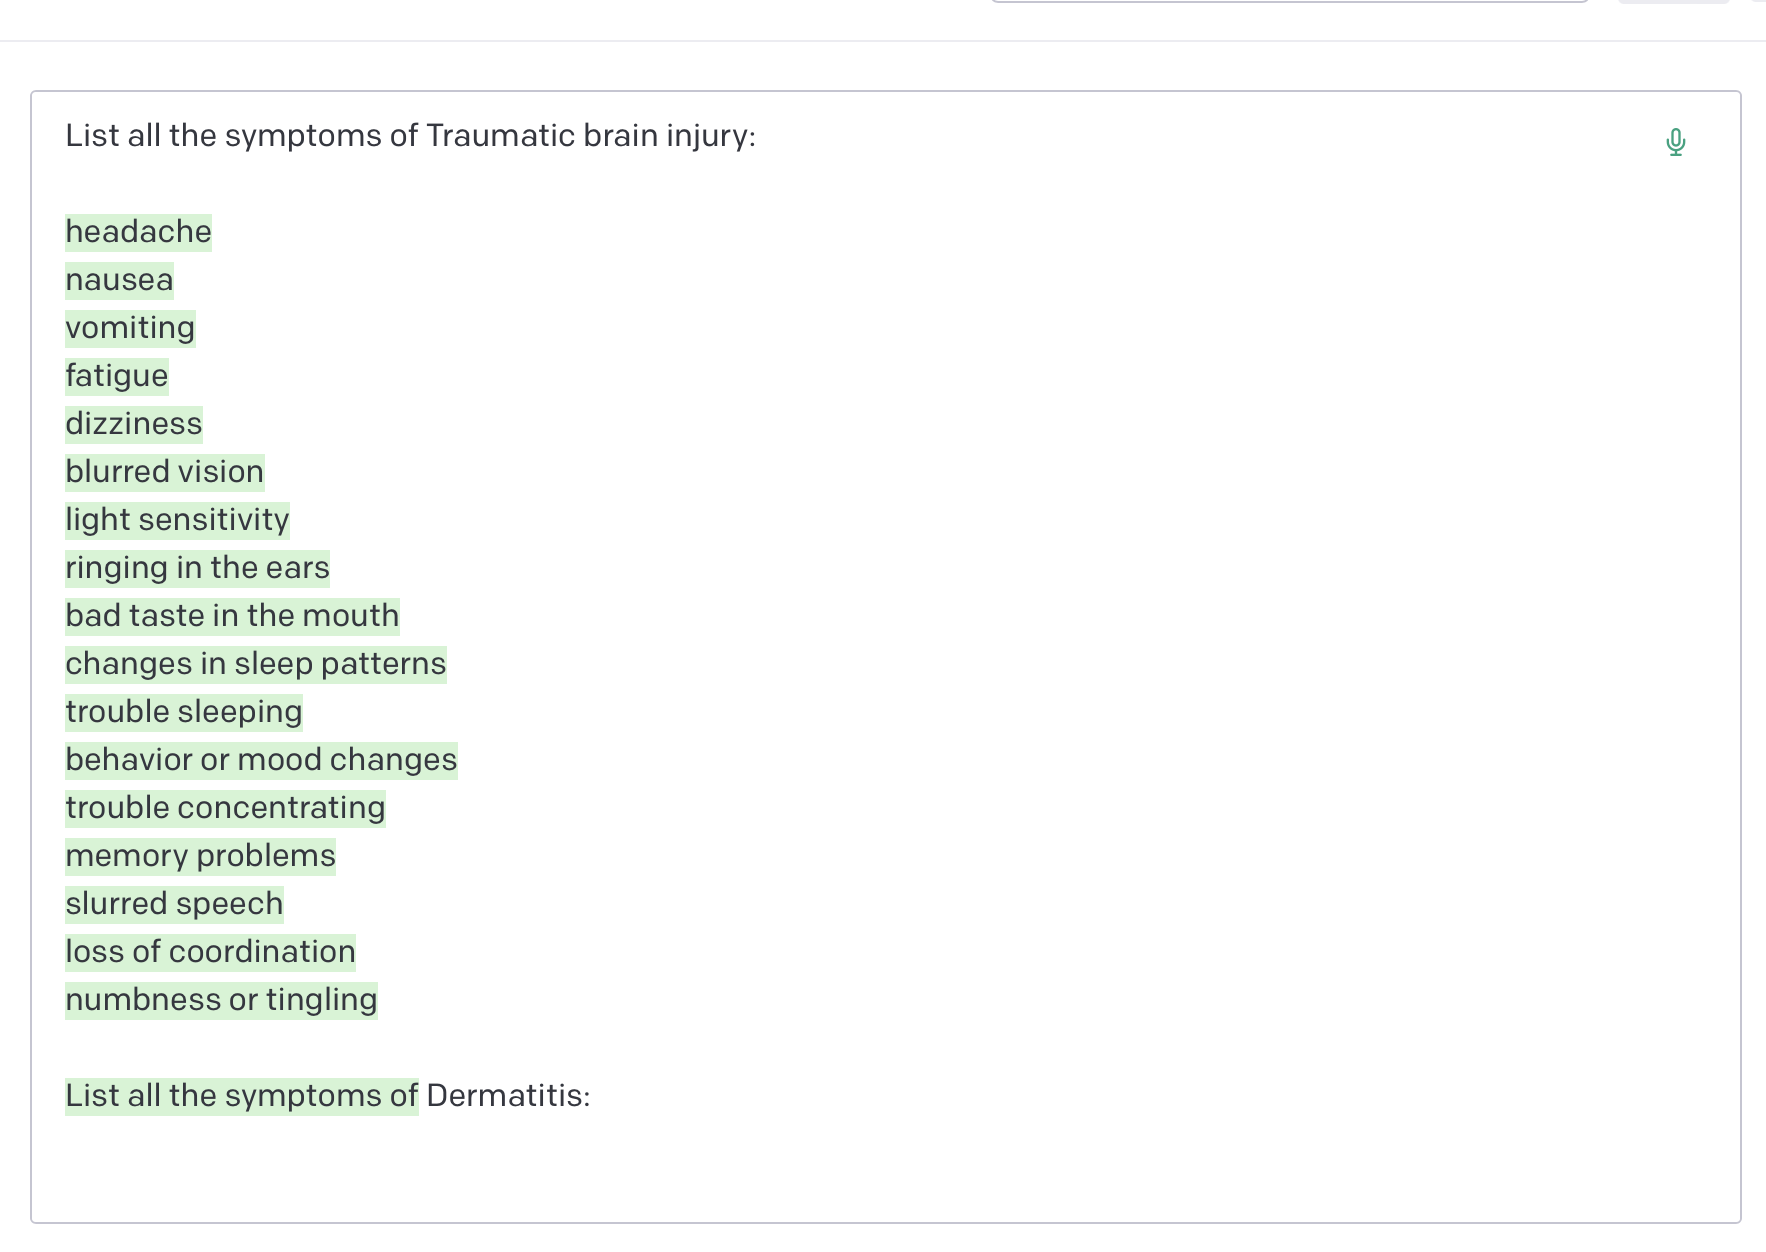 List all the symptoms of Traumatic brain injury:
headache
nausea
vomiting
fatigue
dizziness
blurred vision
light sensitivity
ringing in the ears
bad taste in the mouth
changes in sleep patterns
trouble sleeping
behavior or mood changes
trouble concentrating
memory problems
slurred speech
loss of coordination
numbness or tingling
List all the symptoms of Dermatitis: